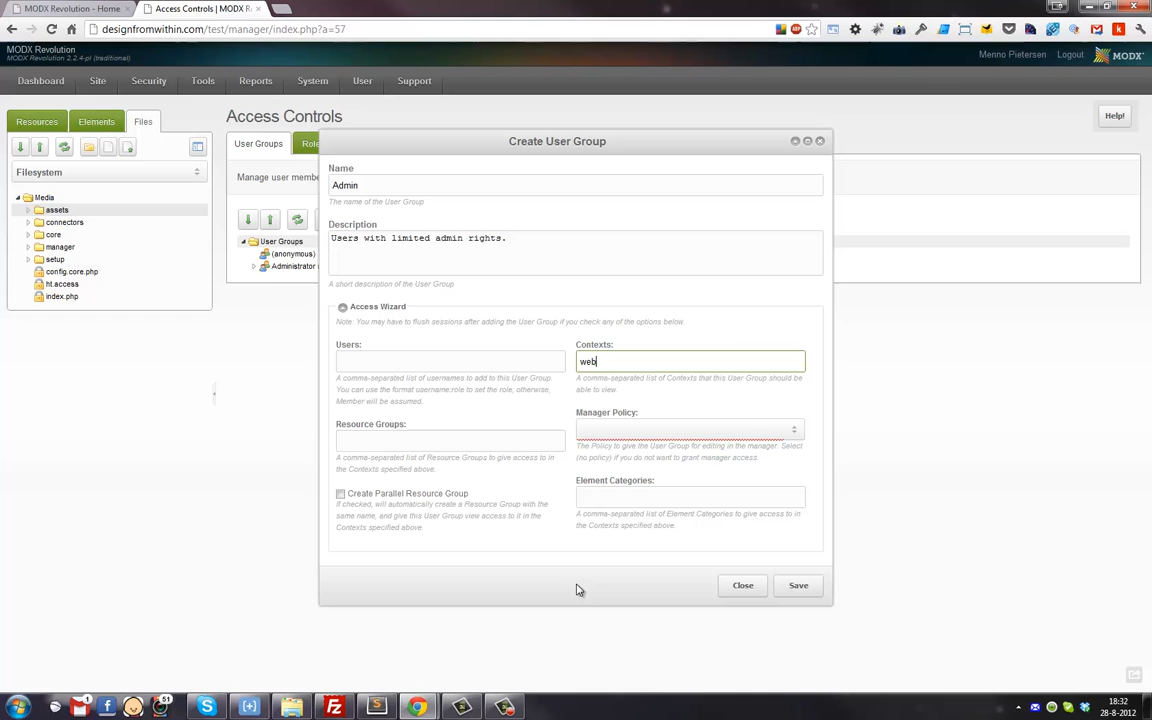 MODX Revolution - Home
Access Controls | MODX R
designfromwithin.com/test/manager/index.php?a=57
MODX Revolution
MODX Revolution 2.2.4-pl (traditional)
Menno Pietersen
Logout
MODX
Dashboard
Site
Security
Tools
Reports
System
User
Support
Resources
Elements
Files
Access Controls
Help!
User Groups
Role
Filesystem
Manage user membe
Media
assets
connectors
core
manager
setup
config.core.php
ht.access
index.php
User Groups
(anonymous)
Administrator
Create User Group
Name
Admin
The name of the User Group
Description
Users with limited admin rights.
A short description of the User Group
Access Wizard
Note: You may have to flush sessions after adding the User Group if you check any of the options below.
Users:
A comma-separated list of usernames to add to this User Group.
You can use the format username:role to set the role; otherwise,
Member will be assumed.
Contexts:
web
A comma-separated list of Contexts that this User Group should be
able to view.
Resource Groups:
A comma-separated list of Resource Groups to give access to in
the Contexts specified above.
Manager Policy:
The Policy to give the User Group for editing in the manager. Select
(no policy) if you do not want to grant manager access.
Create Parallel Resource Group
If checked, will automatically create a Resource Group with the
same name, and give this User Group view access to it in the
Contexts specified above.
Element Categories:
A comma-separated list of Element Categories to give access to in
the Contexts specified above.
Close
Save
1
51
18:32
28-8-2012